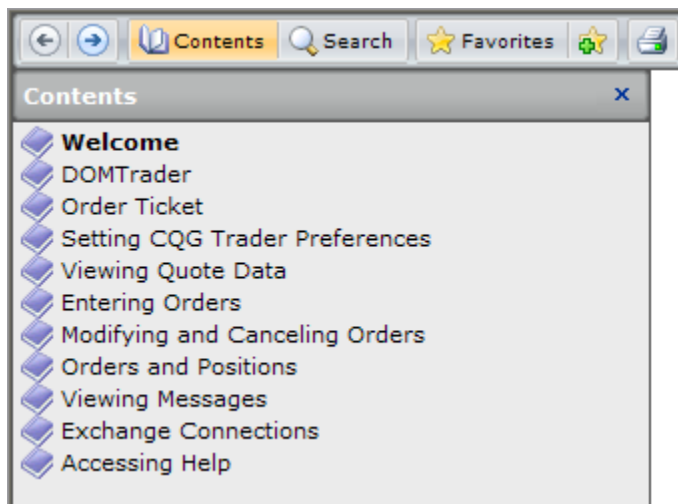 Contents Search Favorites
Contents
Welcome
DOMTrader
Order Ticket
Setting CQG Trader Preferences
Viewing Quote Data
Entering Orders
Modifying and Canceling Orders
Orders and Positions
Viewing Messages
Exchange Connections
Accessing Help